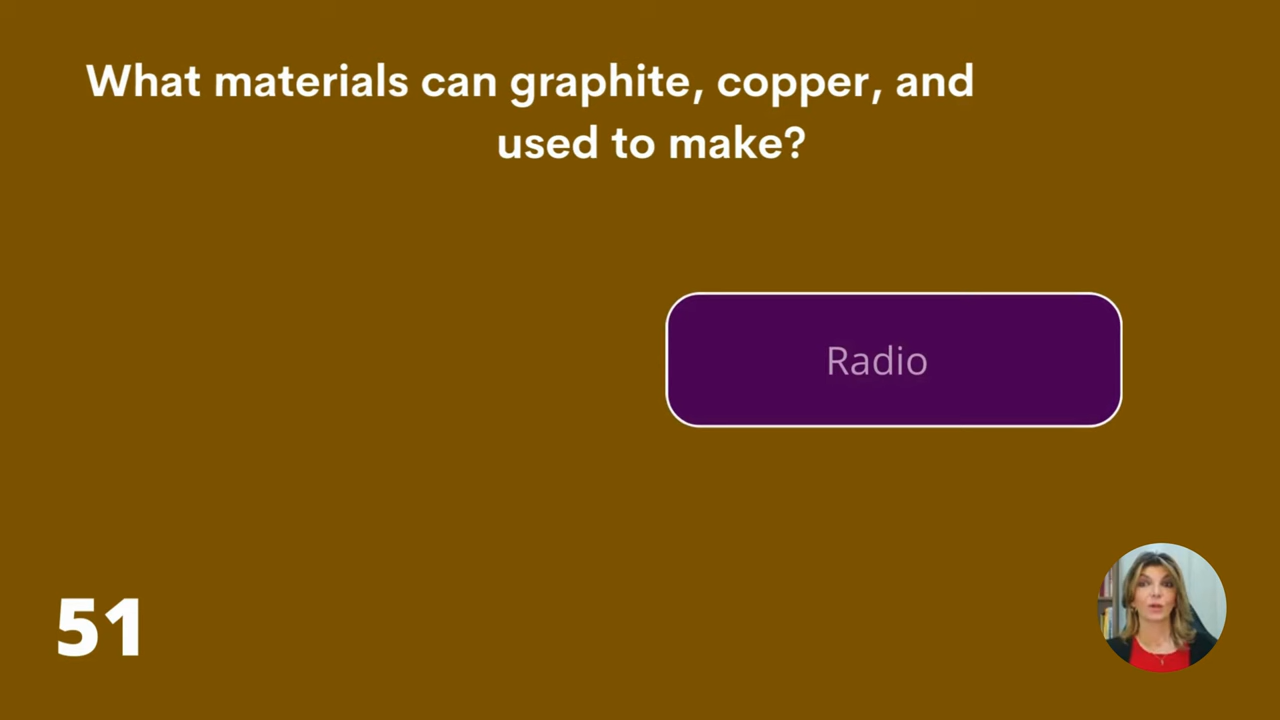 What materials can graphite, copper, and
used to make?
Radio
51